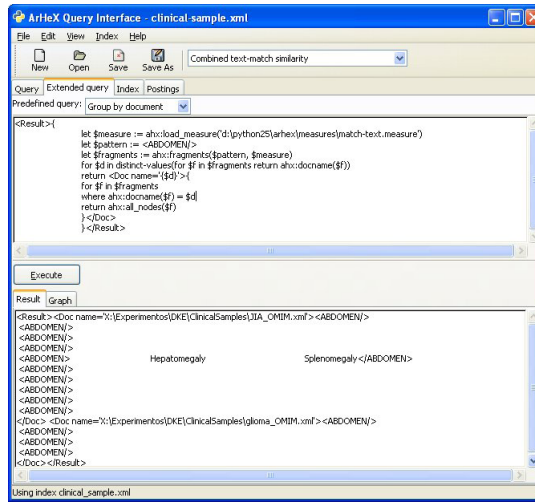 ArHeX Query Interface - clinical-sample.xml
File Edit View Index Help
New Open Save Save As Combined text-match similarity
Query Extended query Index Postings
Predefined query: Group by document
<Result>{
let $measure := ahx:load_measure('d:\python25\arhex\measures\match-text.measure')
let $pattern := <ABDOMEN/>
let $fragments := ahx:fragments($pattern, $measure)
for $d in distinct-values(for $f in $fragments return ahx:docname($f))
return <Doc name='{$d}'>{
for $f in $fragments
where ahx:docname($f) = $d
return ahx:all_nodes($f)
}</Doc>
}</Result>
Execute
Result Graph
<Result><Doc name='X:\Experimentos\DKE\ClinicalSamples\JIA_OMIM.xml'><ABDOMEN/>
<ABDOMEN/>
<ABDOMEN/>
<ABDOMEN/>
<ABDOMEN> Hepatomegaly Splenomegaly</ABDOMEN>
<ABDOMEN/>
<ABDOMEN/>
<ABDOMEN/>
<ABDOMEN/>
<ABDOMEN/>
</Doc> <Doc name='X:\Experimentos\DKE\ClinicalSamples\glioma_OMIM.xml'><ABDOMEN/>
<ABDOMEN/>
<ABDOMEN/>
<ABDOMEN/>
</Doc></Result>
Using index clinical_sample.xml